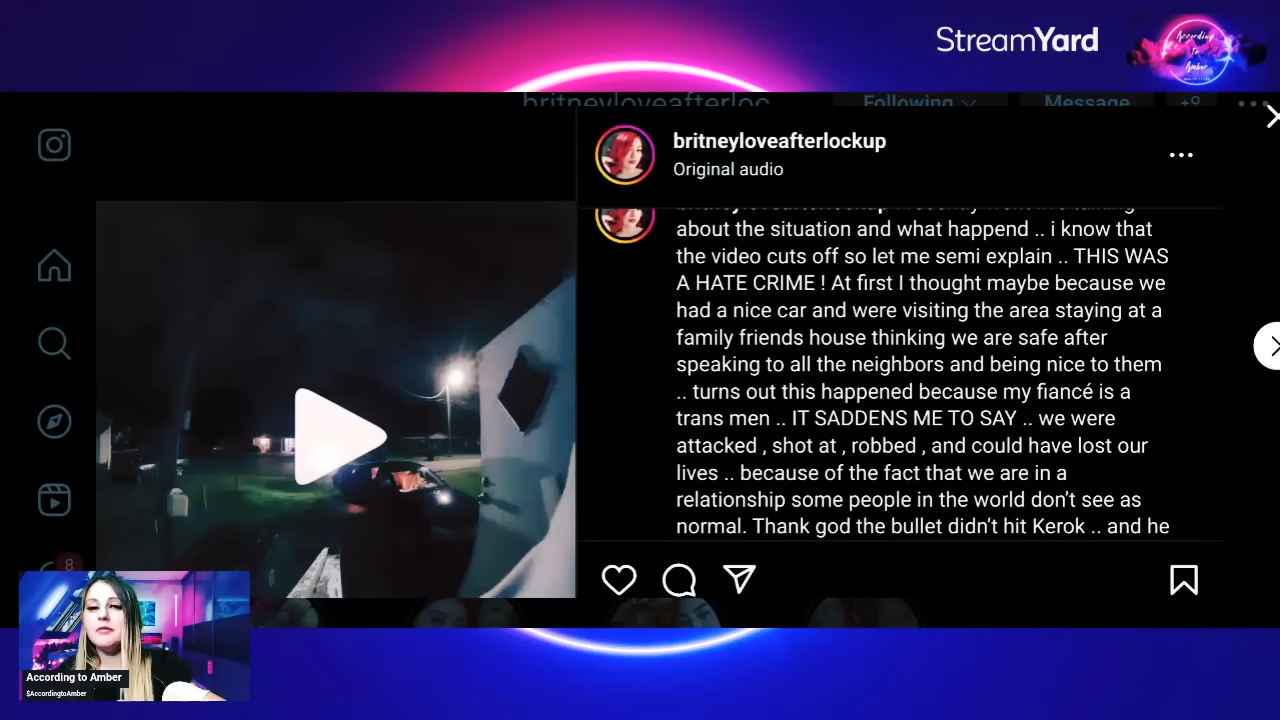 StreamYard
According
To
Amber
britneyloveafterloc
Following
Message
britneyloveafterlockup
Original audio
about the situation and what happend .. i know that
the video cuts off so let me semi explain .. THIS WAS
A HATE CRIME ! At first I thought maybe because we
had a nice car and were visiting the area staying at a
family friends house thinking we are safe after
speaking to all the neighbors and being nice to them
.. turns out this happened because my fiancé is a
trans men .. IT SADDENS ME TO SAY .. we were
attacked , shot at , robbed , and could have lost our
lives .. because of the fact that we are in a
relationship some people in the world don’t see as
normal. Thank god the bullet didn’t hit Kerok .. and he
8
According to Amber
$AccordingtoAmber